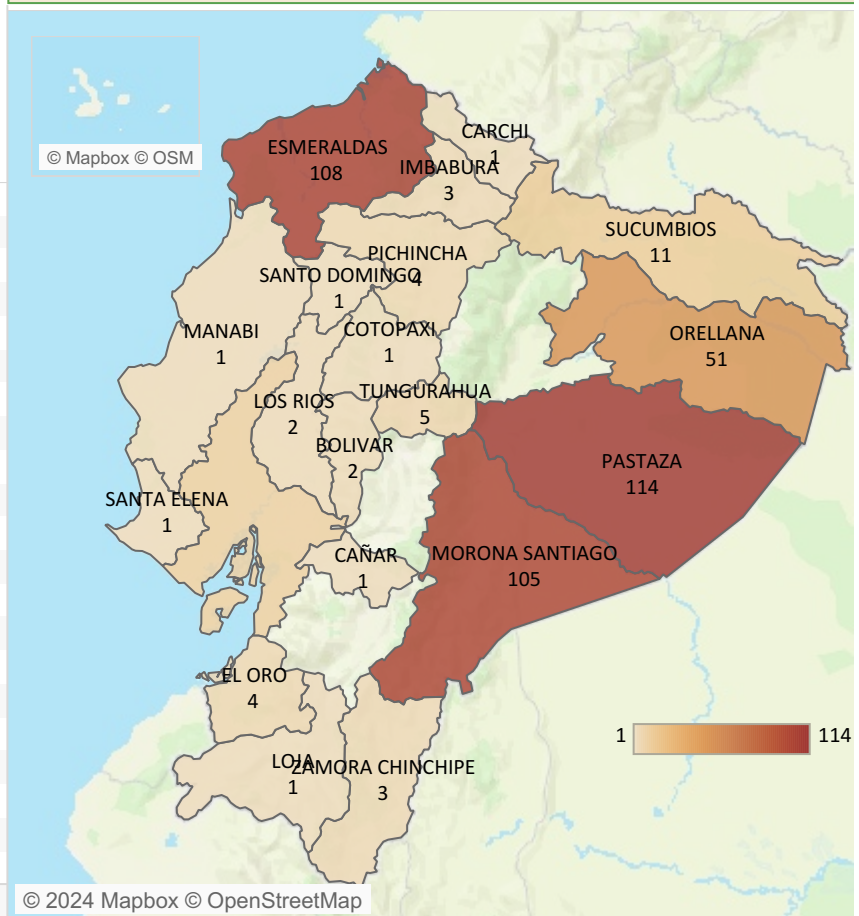 © Mapbox © OSM
CARCHI
1
ESMERALDAS
108
IMBABURA
3
SUCUMBIOS
11
PICHINCHA
4
SANTO DOMINGO
1
MANABI
1
COTOPAXI
1
ORELLANA
51
TUNGURAHUA
5
LOS RIOS
2
BOLIVAR
2
PASTAZA
114
SANTA ELENA
1
CAÑAR
1
MORONA SANTIAGO
105
EL ORO
4
1
114
LOJA
1
ZAMORA CHINCHIPE
3
© 2024 Mapbox © OpenStreetMap